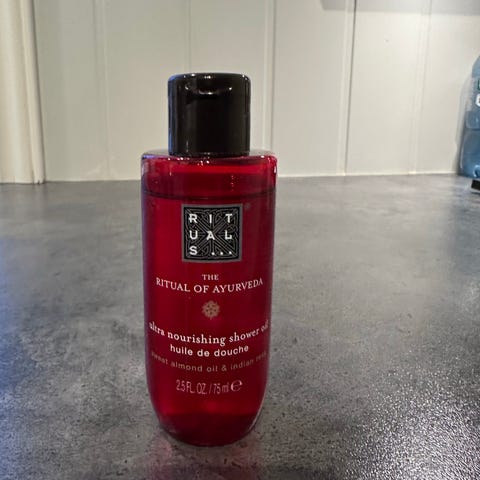 RIT
UAL
S...
THE
RITUAL OF AYURVEDA
ultra nourishing shower oil
huile de douche
sweet almond oil & indian rose
2.5 FL. OZ. / 75 ml ℮